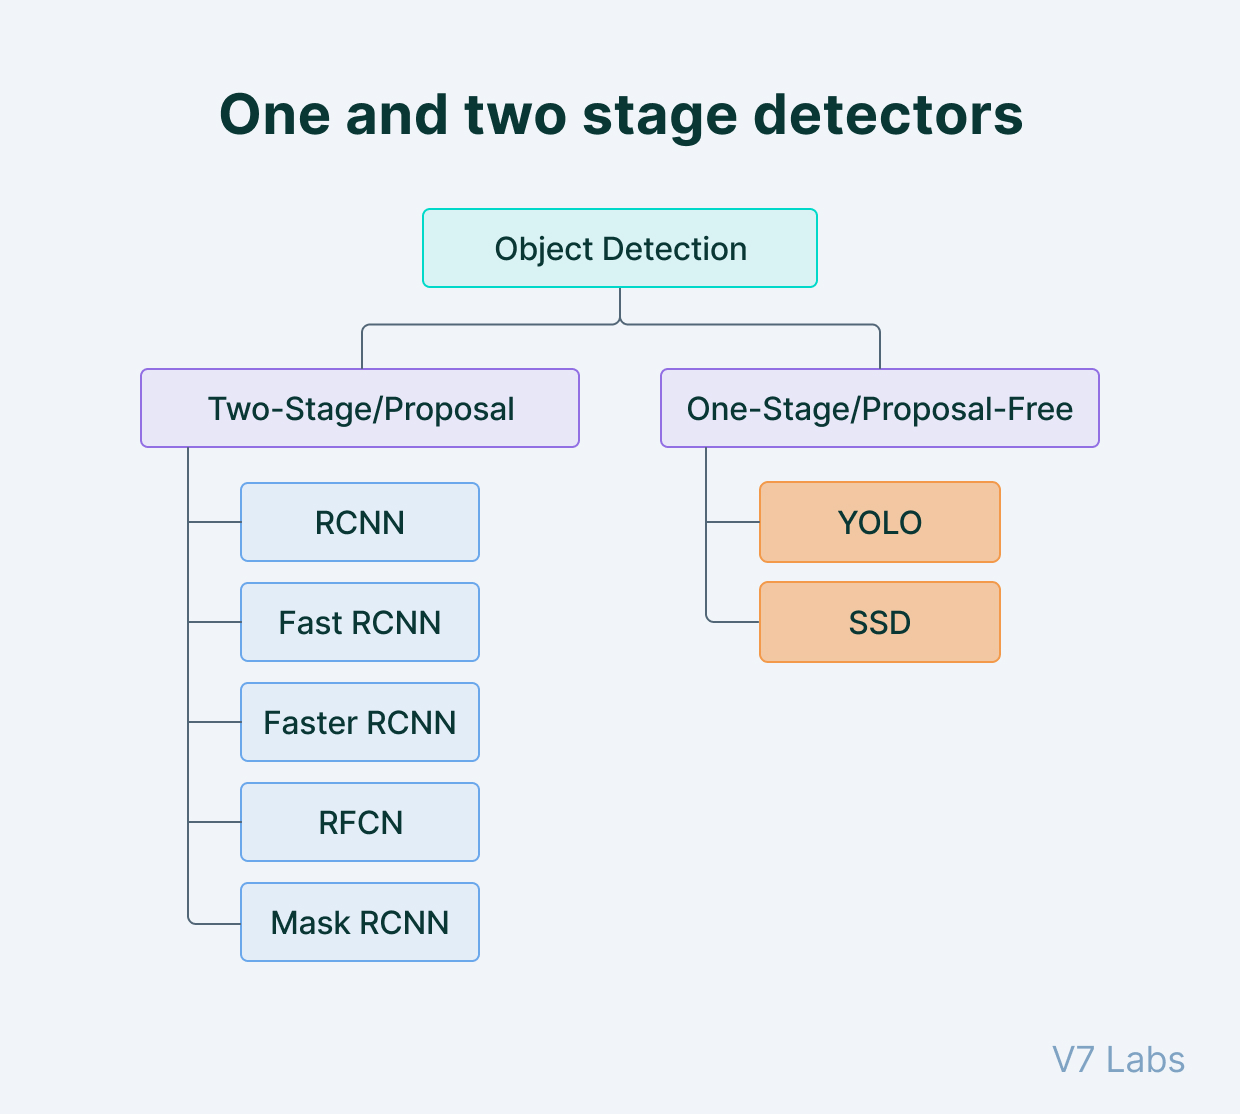 One and two stage detectors
Object Detection
Two-Stage/Proposal
One-Stage/Proposal-Free
RCNN
YOLO
Fast RCNN
SSD
Faster RCNN
RFCN
Mask RCNN
V7 Labs